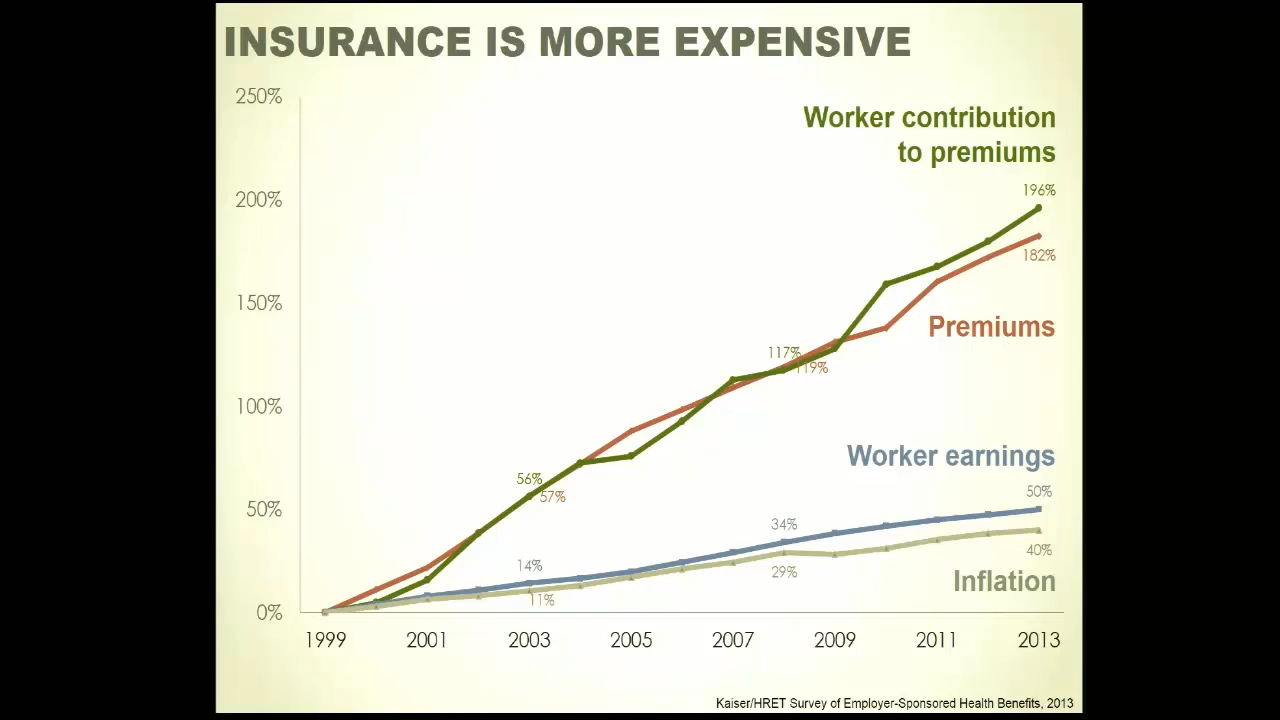 INSURANCE IS MORE EXPENSIVE
250%
Worker contribution
to premiums
196%
200%
182%
150%
Premiums
117%
119%
100%
Worker earnings
56%
57%
50%
50%
34%
14%
40%
29%
11%
Inflation
0%
1999 2001 2003 2005 2007 2009 2011 2013
Kaiser/HRET Survey of Employer-Sponsored Health Benefits, 2013